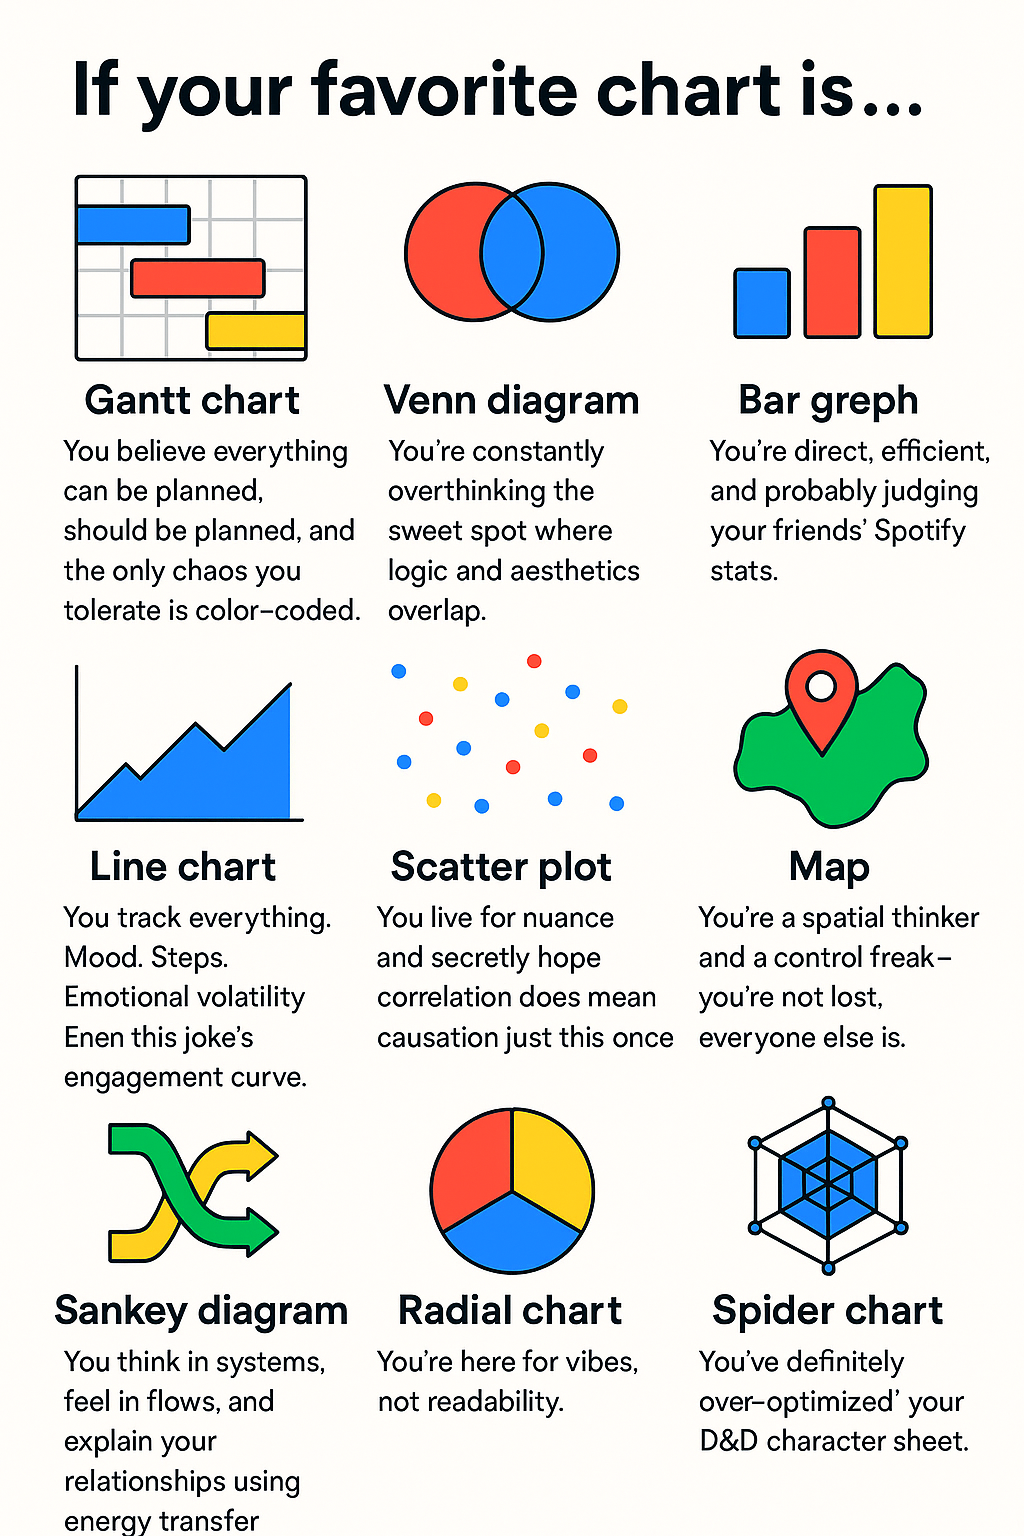 If your favorite chart is...
Gantt chart
You believe everything
can be planned,
should be planned, and
the only chaos you
tolerate is color–coded.
Venn diagram
You’re constantly
overthinking the
sweet spot where
logic and aesthetics
overlap.
Bar greph
You’re direct, efficient,
and probably judging
your friends’ Spotify
stats.
Line chart
You track everything.
Mood. Steps.
Emotional volatility
Enen this joke’s
engagement curve.
Scatter plot
You live for nuance
and secretly hope
correlation does mean
causation just this once
Map
You’re a spatial thinker
and a control freak–
you’re not lost,
everyone else is.
Sankey diagram
You think in systems,
feel in flows, and
explain your
relationships using
energy transfer
Radial chart
You’re here for vibes,
not readability.
Spider chart
You’ve definitely
over–optimized’ your
D&D character sheet.